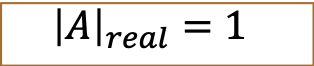 |A|_{real} = 1